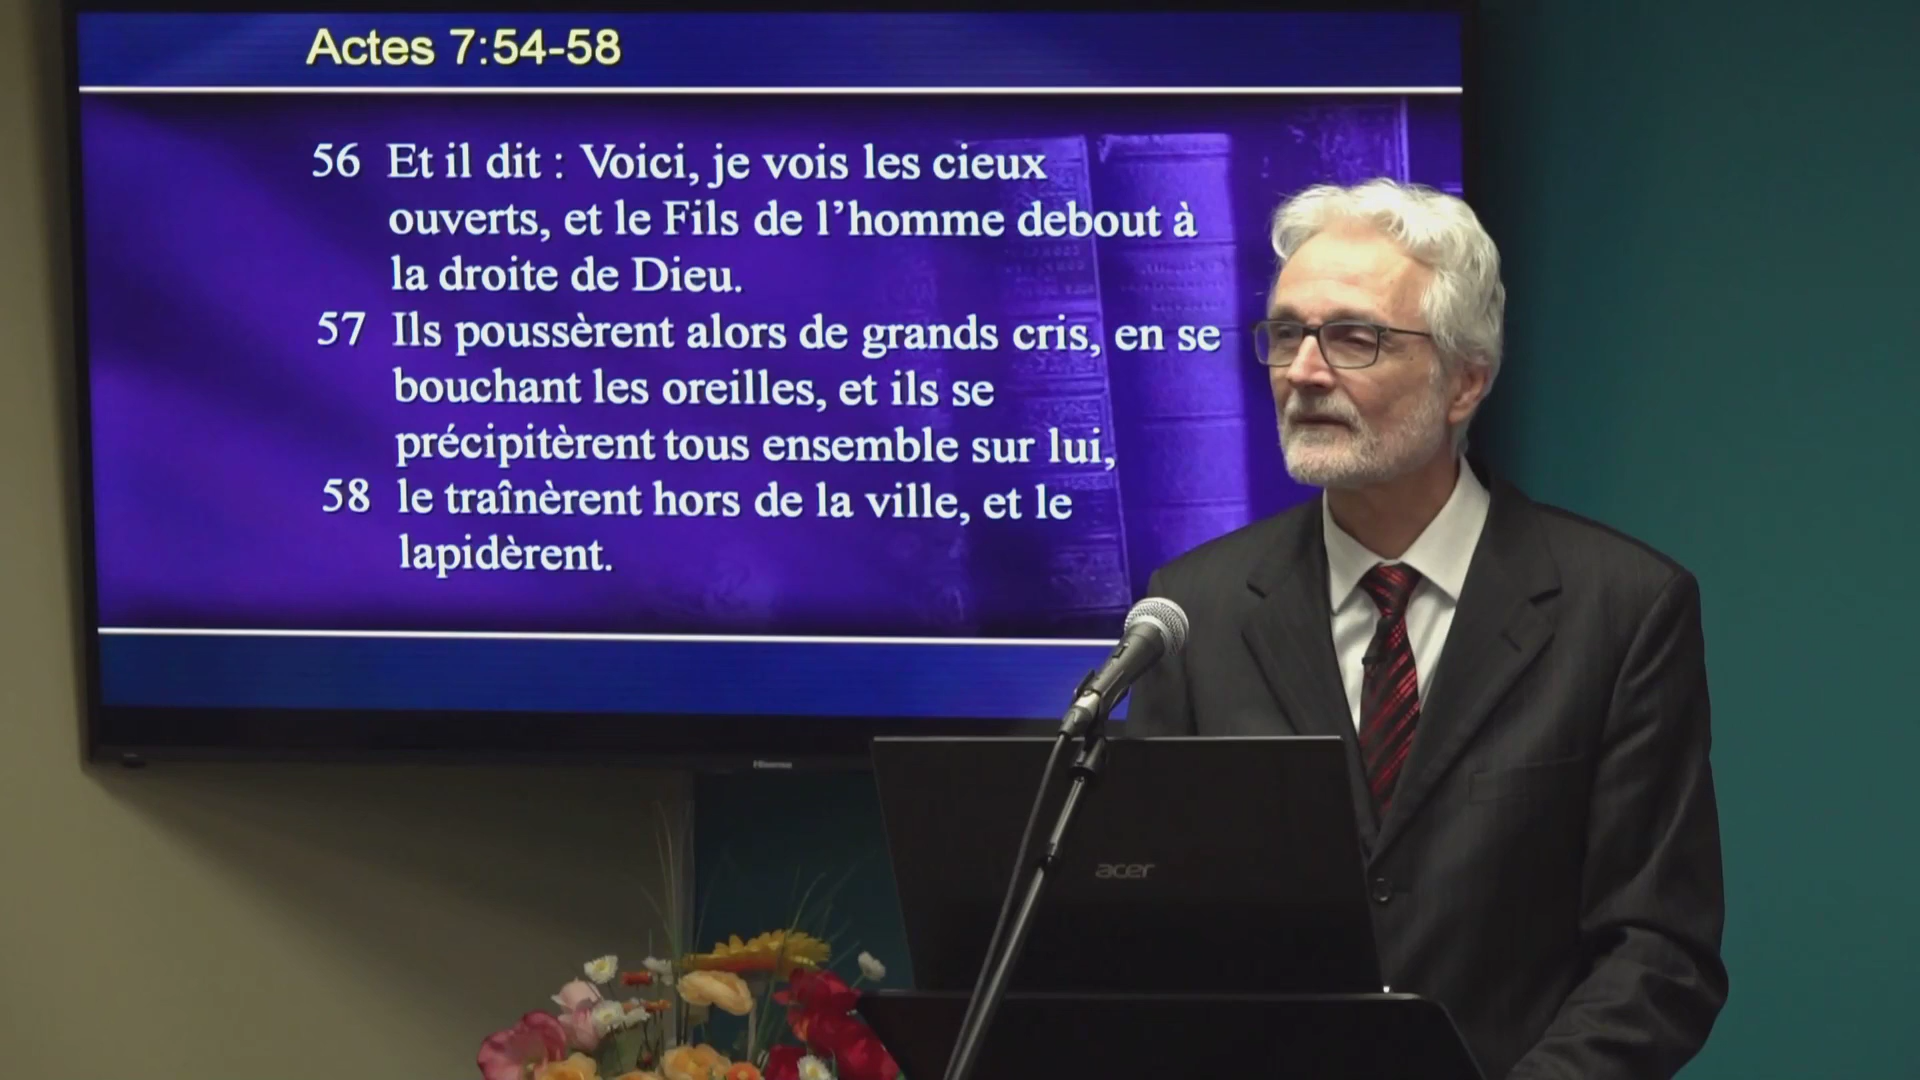 Actes 7:54-58
56 Et il dit : Voici, je vois les cieux
ouverts, et le Fils de l’homme debout à
la droite de Dieu.
57 Ils poussèrent alors de grands cris, en se
bouchant les oreilles, et ils se
précipitèrent tous ensemble sur lui,
58 le traînèrent hors de la ville, et le
lapidèrent.
Hisense
acer